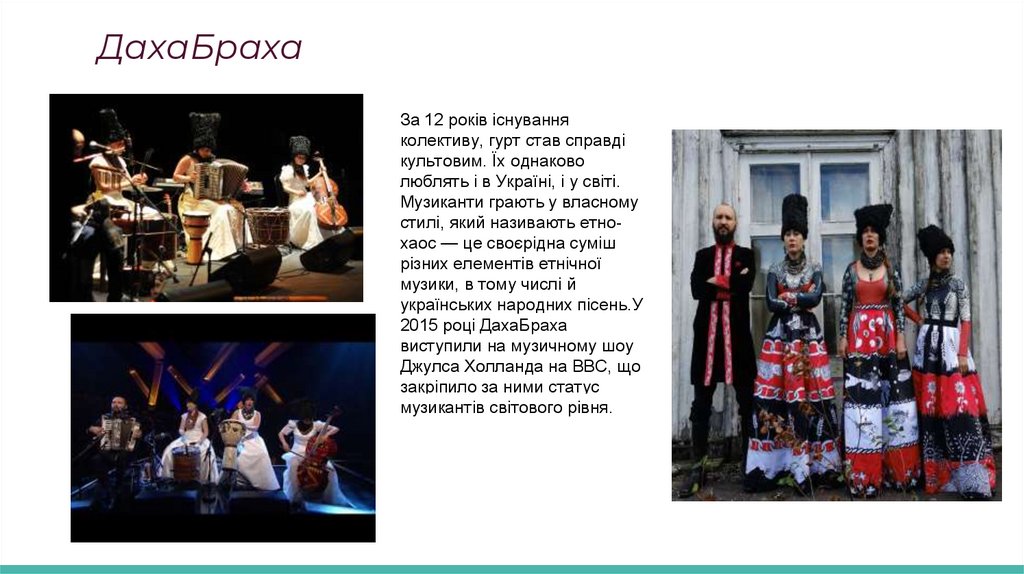 ДахаБраха
За 12 років існування
колективу, гурт став справді
культовим. Їх однаково
люблять і в Україні, і у світі.
Музиканти грають у власному
стилі, який називають етно-
хаос — це своєрідна суміш
різних елементів етнічної
музики, в тому числі й
українських народних пісень.У
2015 році ДахаБраха
виступили на музичному шоу
Джулса Холланда на BBC, що
закріпило за ними статус
музикантів світового рівня.